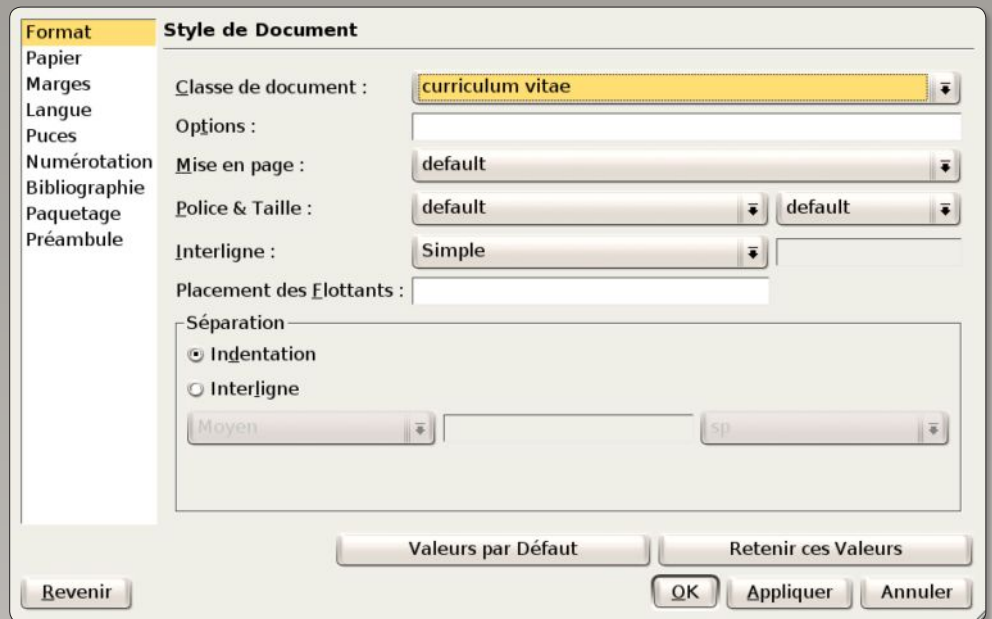 Format
Papier
Marges
Langue
Puces
Numérotation
Bibliographie
Paquetage
Préambule
Style de Document
Classe de document : curriculum vitae
Options :
Mise en page : default
Police & Taille : default default
Interligne : Simple
Placement des Flottants :
Séparation
Indentation
Interligne
Moyen sp
Valeurs par Défaut Retenir ces Valeurs
Revenir OK Appliquer Annuler